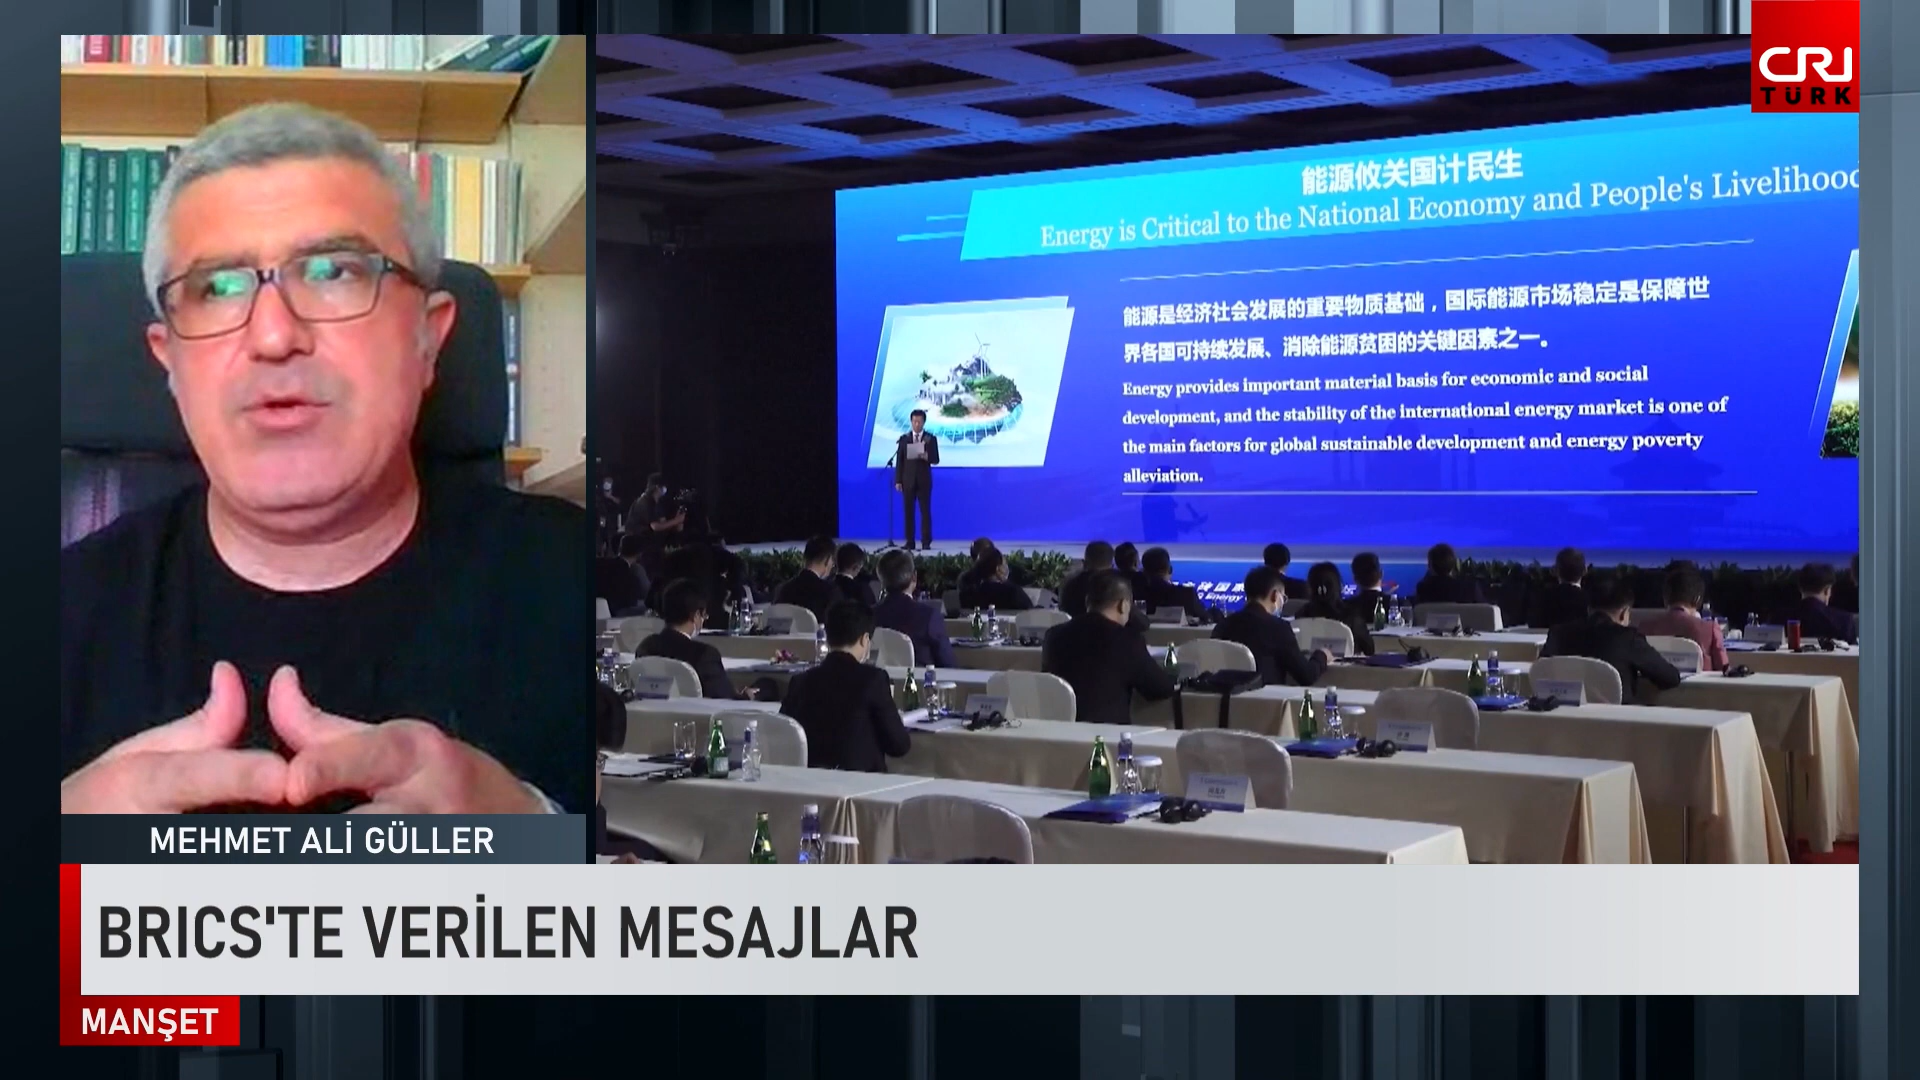 CRI
TÜRK
能源攸关国计民生
Energy is Critical to the National Economy and People's Livelihood
能源是经济社会发展的重要物质基础，国际能源市场稳定是保障世
界各国可持续发展、消除能源贫困的关键因素之一。
Energy provides important material basis for economic and social
development, and the stability of the international energy market is one of
the main factors for global sustainable development and energy poverty
alleviation.
MEHMET ALİ GÜLLER
BRICS'TE VERİLEN MESAJLAR
MANŞET